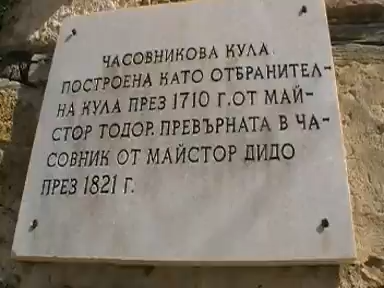 ЧАСОВНИКОВА КУЛА
ПОСТРОЕНА КАТО ОТБРАНИТЕЛ-
НА КУЛА ПРЕЗ 1710 Г. ОТ МАЙ-
СТОР ТОДОР. ПРЕВЪРНАТА В ЧА-
СОВНИК ОТ МАЙСТОР ДИДО
ПРЕЗ 1821 Г.